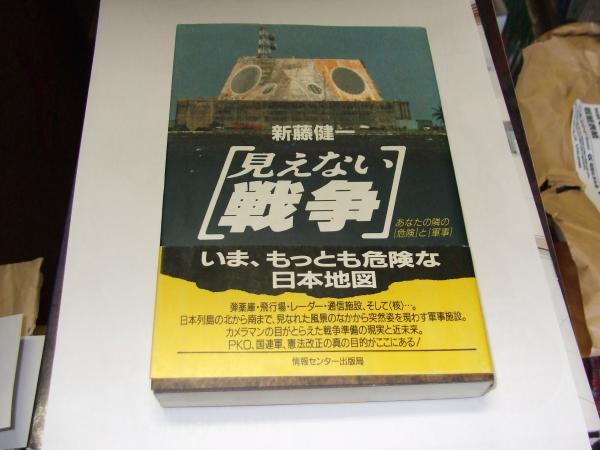 新藤健一
[見えない
戦争]
あなたの隣の
[危険]と[軍事]
いま、もっとも危険な
日本地図
弾薬庫・飛行場・レーダー・通信施設、そして〈核〉…。
日本列島の北から南まで、見なれた風景のなかから突然姿を現わす軍事施設。
カメラマンの目がとらえた戦争準備の現実と近未来。
PKO、国連軍、憲法改正の真の目的がここにある!
情報センター出版局